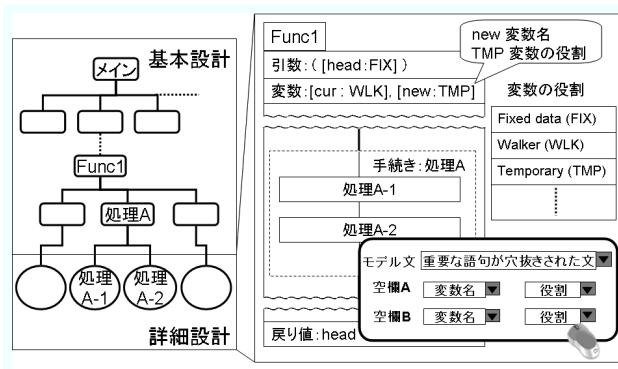 基本設計
メイン
Func1
処理A
処理
A-1
処理
A-2
詳細設計
Func1
引数:( [head:FIX] )
変数:[cur : WLK], [new:TMP]
new 変数名
TMP 変数の役割
手続き:処理A
処理A-1
処理A-2
戻り値:head
変数の役割
Fixed data (FIX)
Walker (WLK)
Temporary (TMP)
モデル文 重要な語句が穴抜きされた文
空欄A 変数名 役割
空欄B 変数名 役割